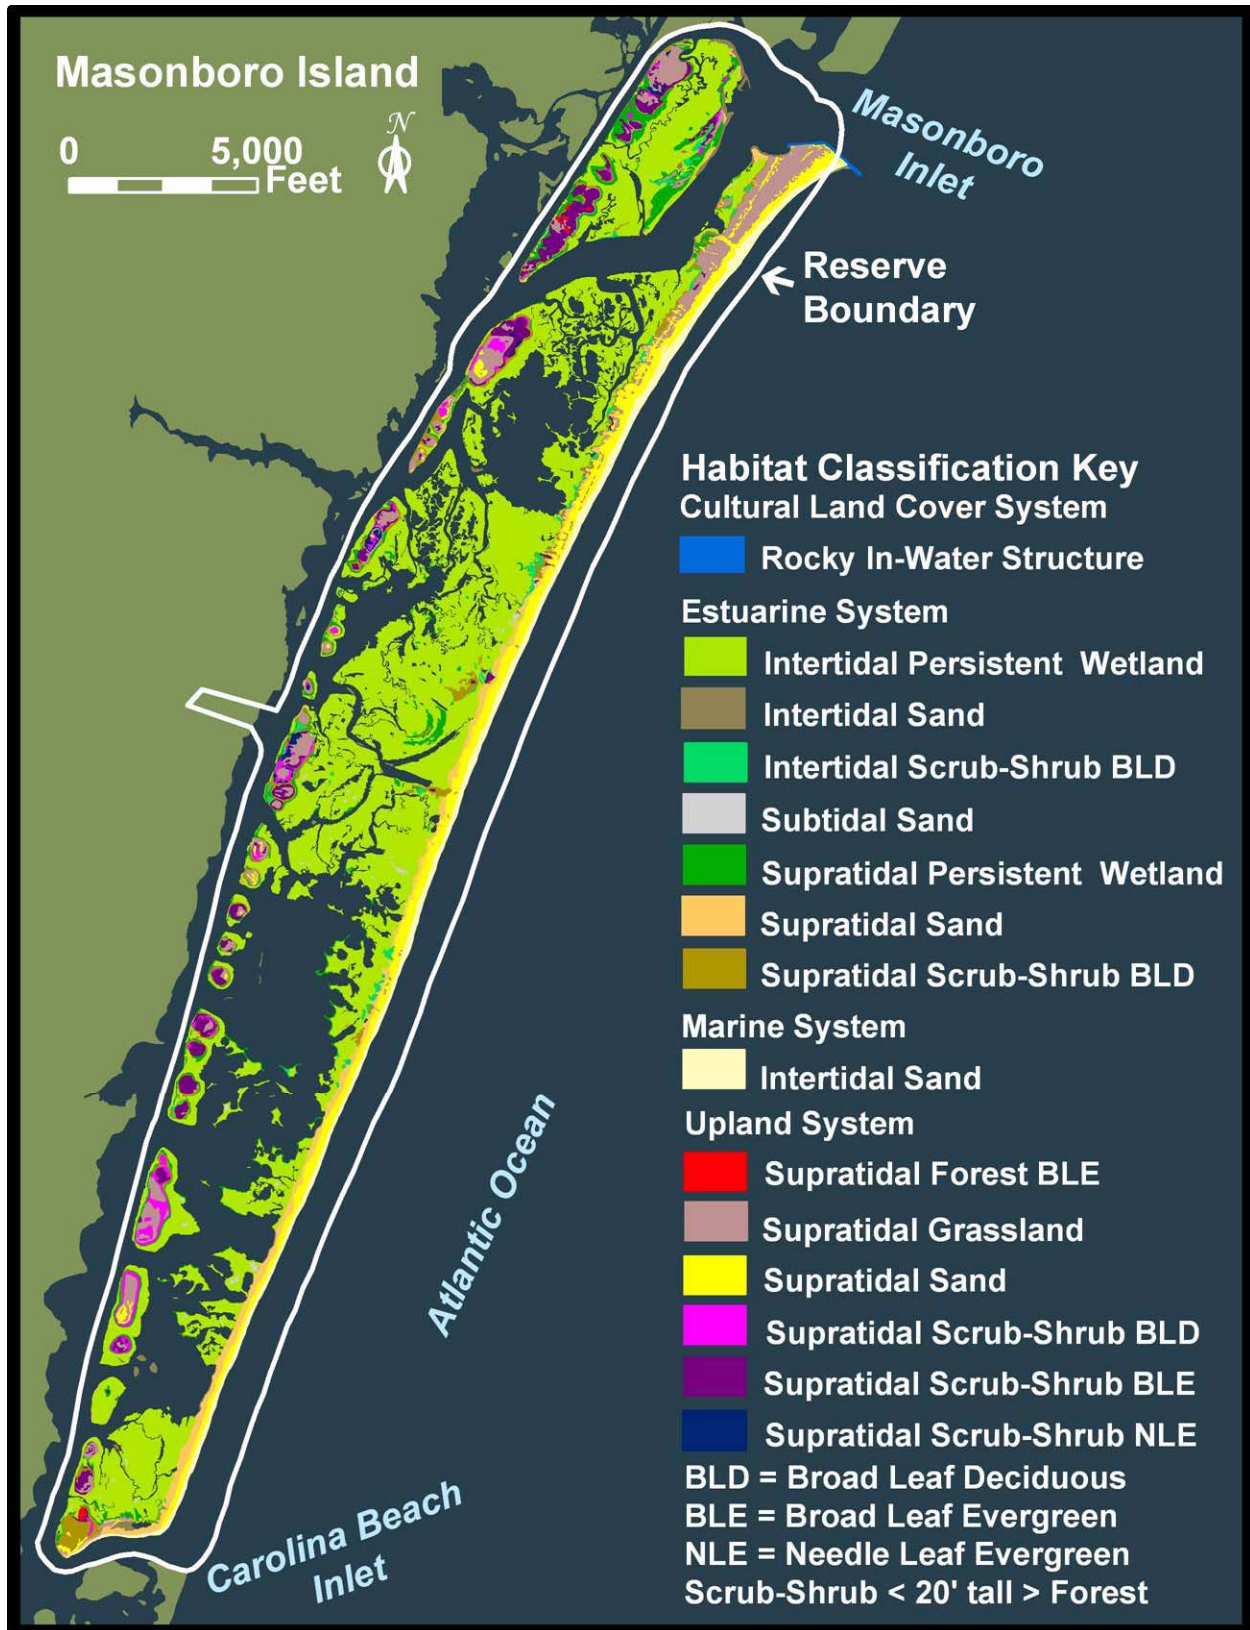 Masonboro Island
N
0 5,000
Feet
Masonboro
Inlet
Reserve
Boundary
Habitat Classification Key
Cultural Land Cover System
Rocky In-Water Structure
Estuarine System
Intertidal Persistent Wetland
Intertidal Sand
Intertidal Scrub-Shrub BLD
Subtidal Sand
Supratidal Persistent Wetland
Supratidal Sand
Supratidal Scrub-Shrub BLD
Marine System
Intertidal Sand
Upland System
Supratidal Forest BLE
Supratidal Grassland
Supratidal Sand
Supratidal Scrub-Shrub BLD
Supratidal Scrub-Shrub BLE
Supratidal Scrub-Shrub NLE
BLD = Broad Leaf Deciduous
BLE = Broad Leaf Evergreen
NLE = Needle Leaf Evergreen
Scrub-Shrub < 20' tall > Forest
Atlantic Ocean
Carolina Beach
Inlet